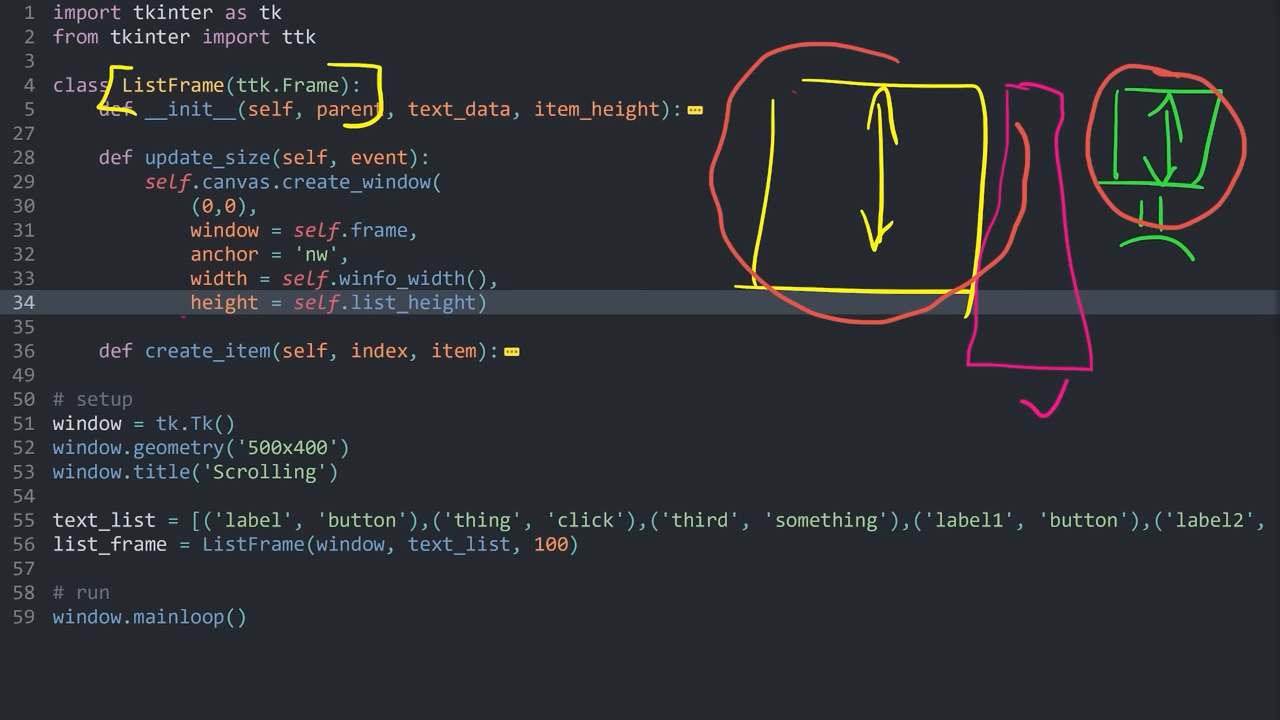 1 import tkinter as tk
2 from tkinter import ttk
3
4 class ListFrame(ttk.Frame):
5     def __init__(self, parent, text_data, item_height):
27
28     def update_size(self, event):
29         self.canvas.create_window(
30             (0,0),
31             window = self.frame,
32             anchor = 'nw',
33             width = self.winfo_width(),
34             height = self.list_height)
35
36     def create_item(self, index, item):
49
50 # setup
51 window = tk.Tk()
52 window.geometry('500x400')
53 window.title('Scrolling')
54
55 text_list = [('label', 'button'),('thing', 'click'),('third', 'something'),('label1', 'button'),('label2',
56 list_frame = ListFrame(window, text_list, 100)
57
58 # run
59 window.mainloop()